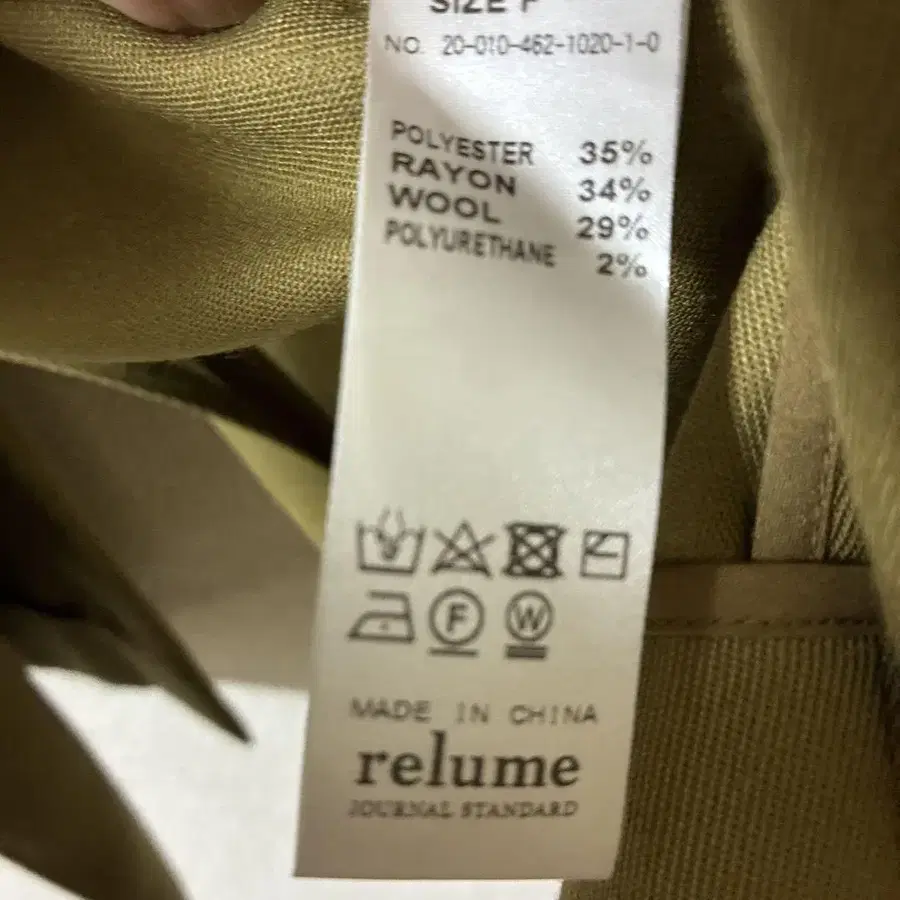 SIZE F
NO. 20-010-462-1020-1-0
POLYESTER 35%
RAYON 34%
WOOL 29%
POLYURETHANE 2%
F W
MADE IN CHINA
relume
JOURNAL STANDARD